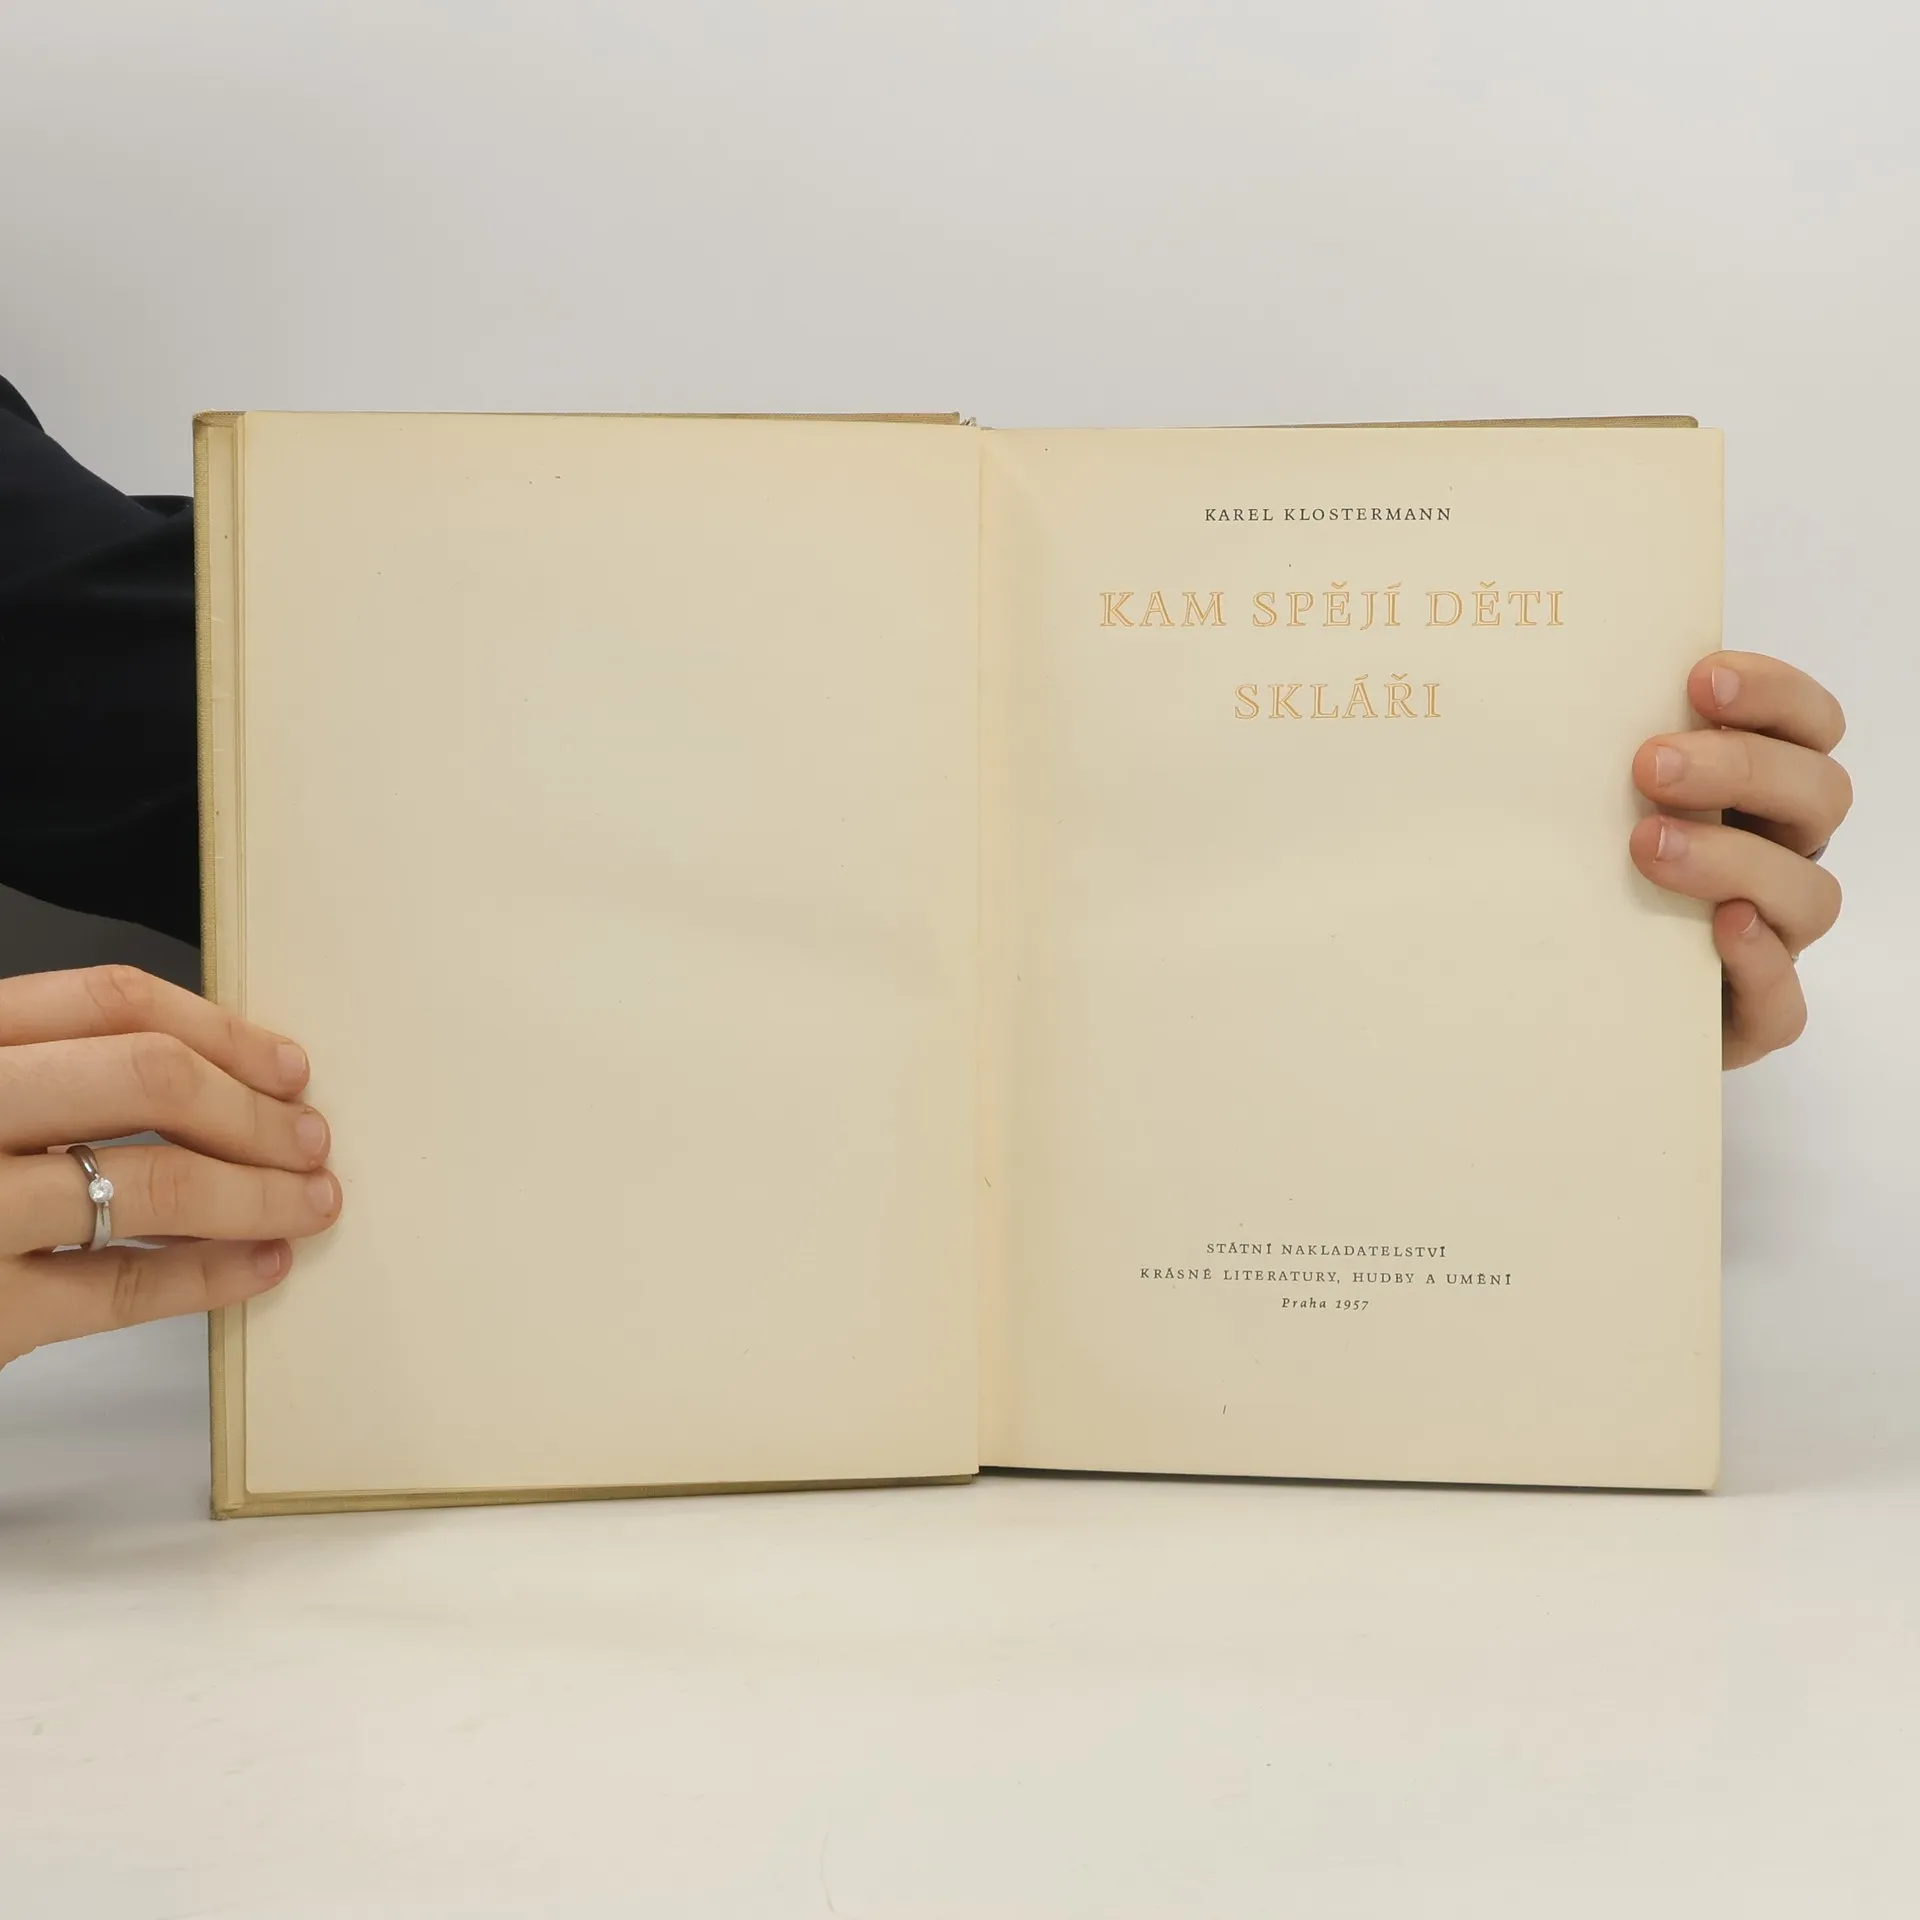 KAREL KLOSTERMANN
KAM SPĚJÍ DĚTI
SKLÁŘI
STÁTNÍ NAKLADATELSTVÍ
KRÁSNÉ LITERATURY, HUDBY A UMĚNÍ
Praha 1957